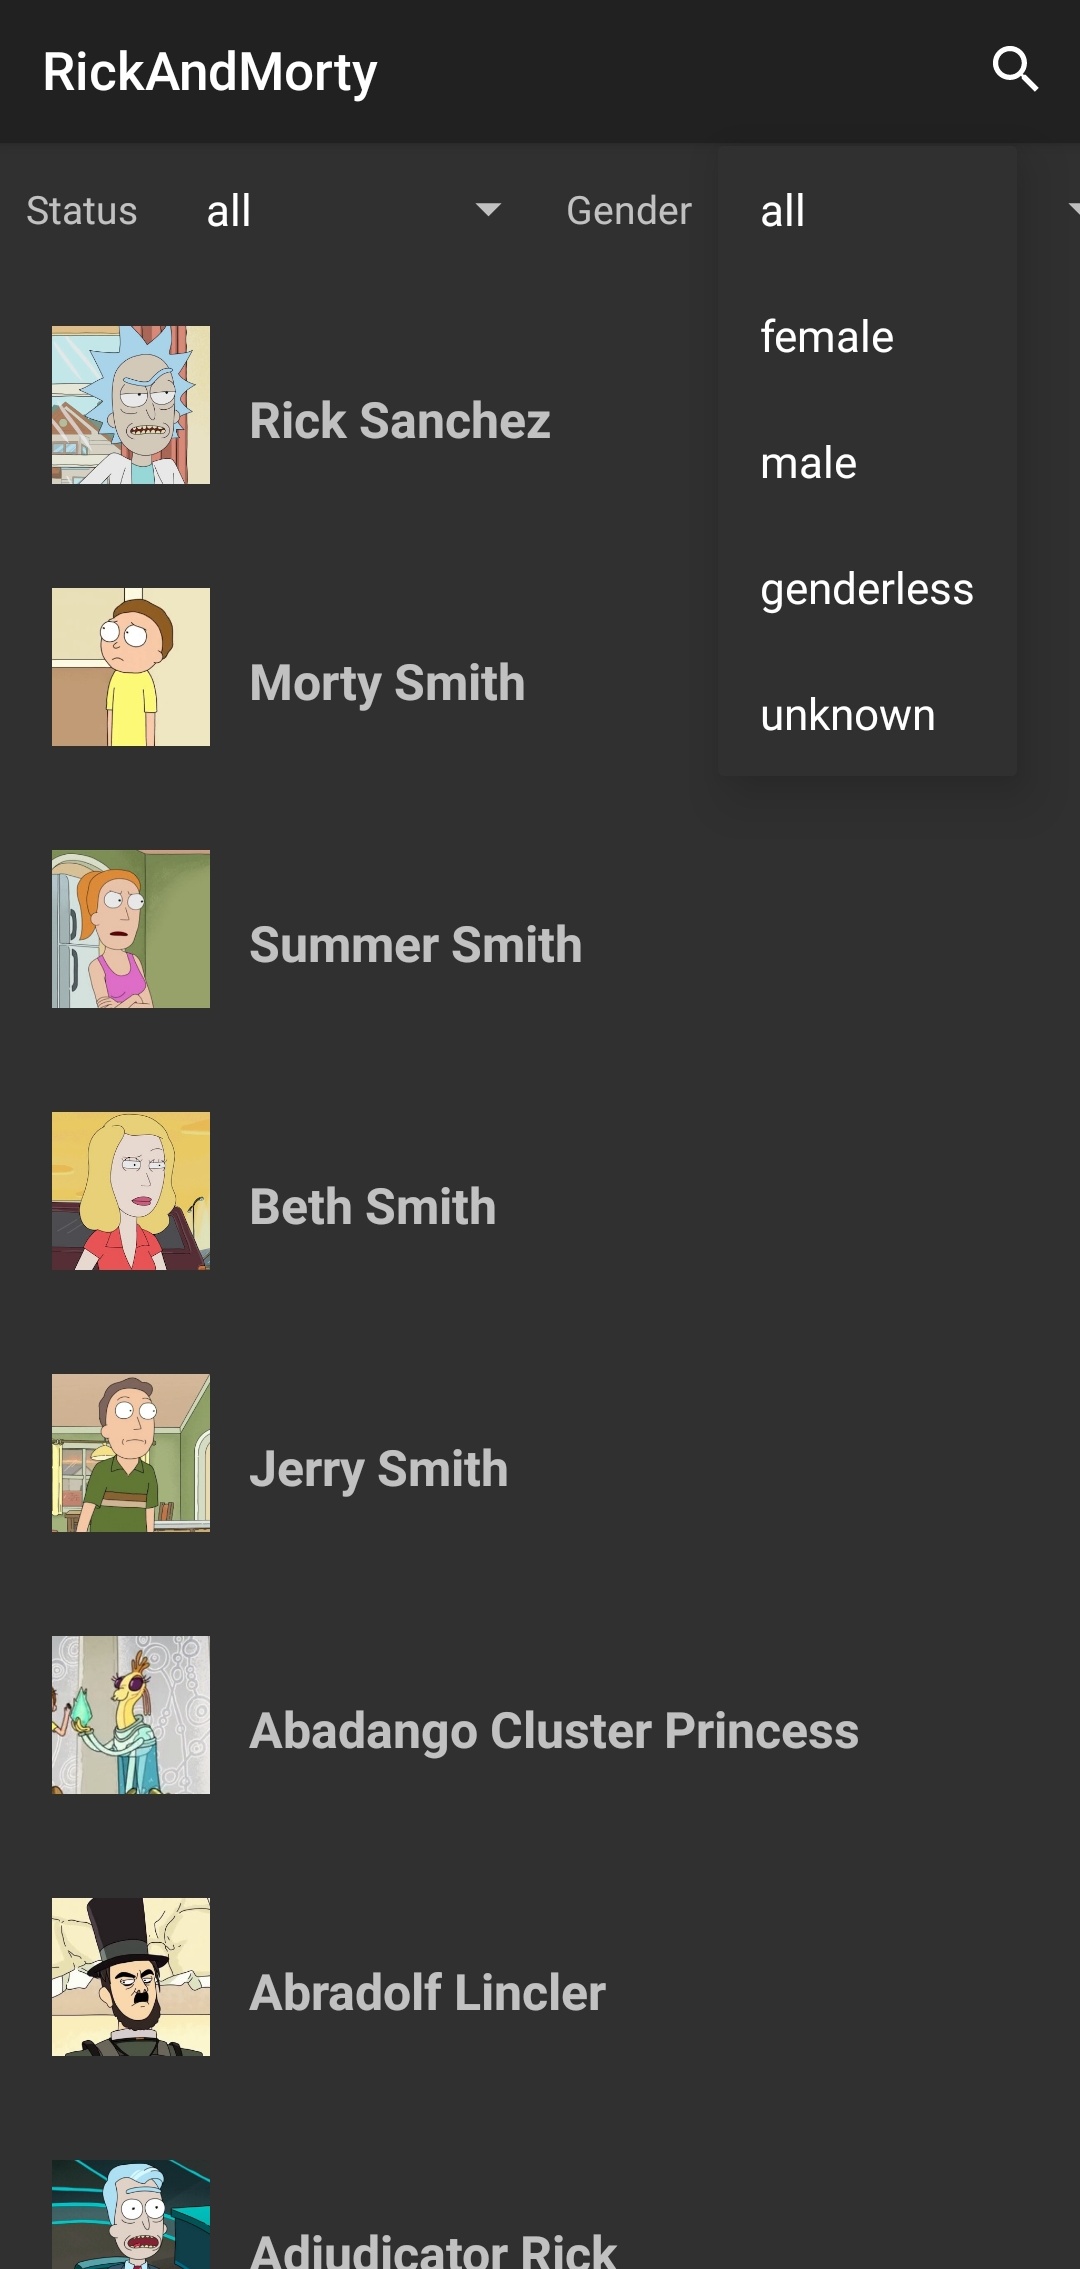 RickAndMorty
Status all Gender all
female
male
genderless
unknown
Rick Sanchez
Morty Smith
Summer Smith
Beth Smith
Jerry Smith
Abadango Cluster Princess
Abradolf Lincler
Adjudicator Rick